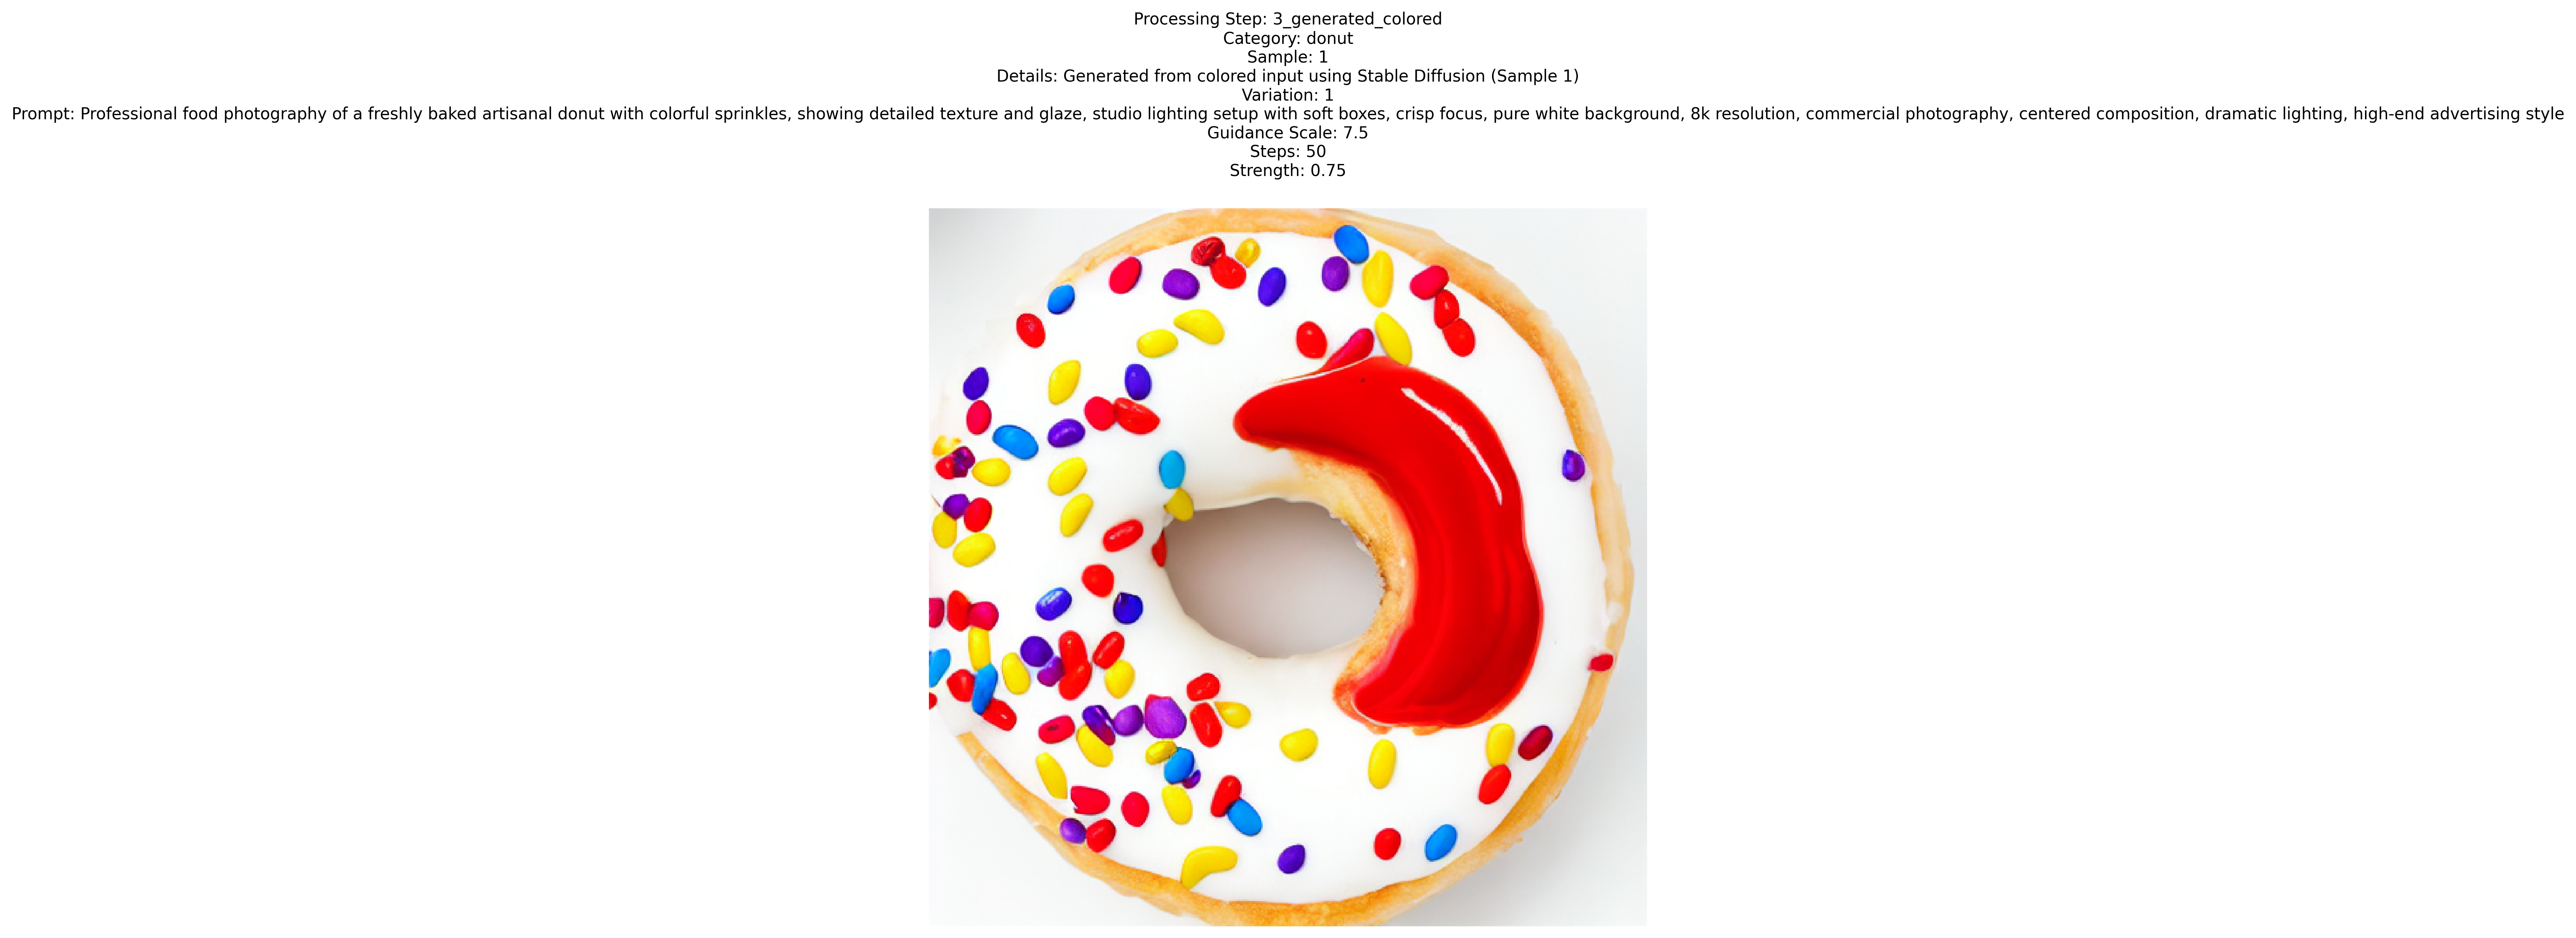 Processing Step: 3_generated_colored
Category: donut
Sample: 1
Details: Generated from colored input using Stable Diffusion (Sample 1)
Variation: 1
Prompt: Professional food photography of a freshly baked artisanal donut with colorful sprinkles, showing detailed texture and glaze, studio lighting setup with soft boxes, crisp focus, pure white background, 8k resolution, commercial photography, centered composition, dramatic lighting, high-end advertising style
Guidance Scale: 7.5
Steps: 50
Strength: 0.75